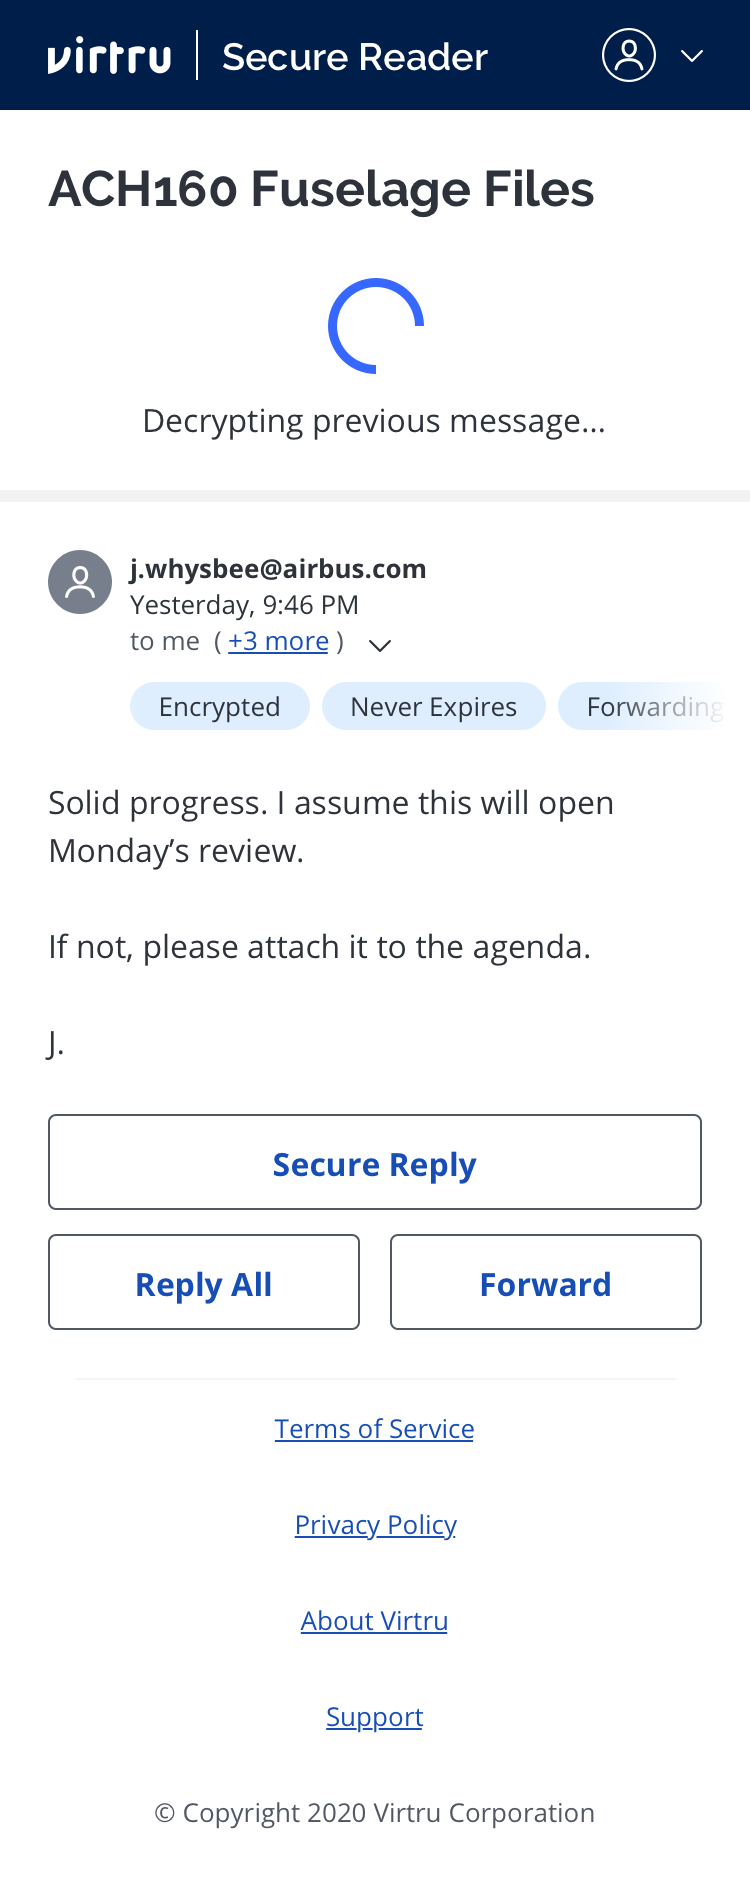 virtru | Secure Reader
ACH160 Fuselage Files
Decrypting previous message...
j.whysbee@airbus.com
Yesterday, 9:46 PM
to me ( +3 more )
Encrypted Never Expires Forwarding
Solid progress. I assume this will open
Monday’s review.
If not, please attach it to the agenda.
J.
Secure Reply
Reply All Forward
Terms of Service
Privacy Policy
About Virtru
Support
© Copyright 2020 Virtru Corporation